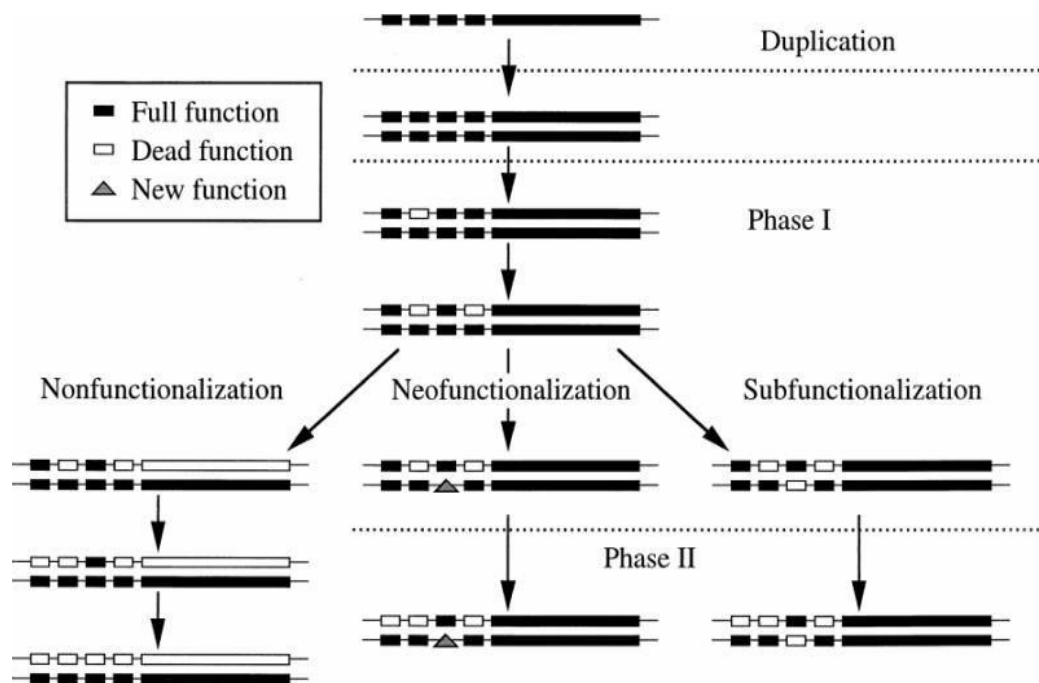 Duplication
Full function
Dead function
New function
Phase I
Nonfunctionalization
Neofunctionalization
Subfunctionalization
Phase II